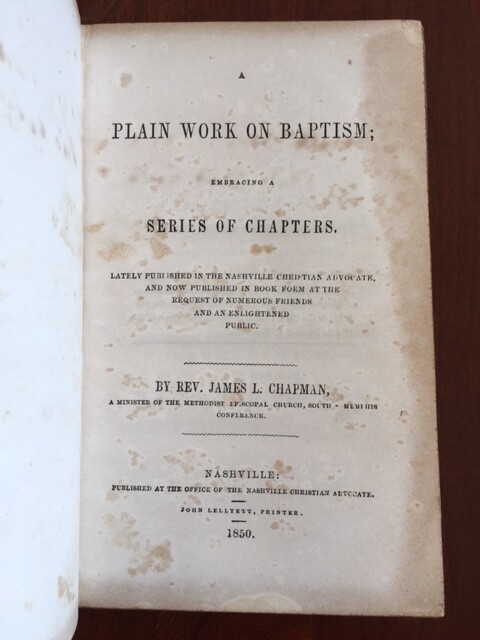 A
PLAIN WORK ON BAPTISM;
EMBRACING A
SERIES OF CHAPTERS.
LATELY PUBLISHED IN THE NASHVILLE CHRISTIAN ADVOCATE,
AND NOW PUBLISHED IN BOOK FORM AT THE
REQUEST OF NUMEROUS FRIENDS
AND AN ENLIGHTENED
PUBLIC.
BY REV. JAMES L. CHAPMAN,
A MINISTER OF THE METHODIST EPISCOPAL CHURCH, SOUTH - MEMPHIS
CONFERENCE.
NASHVILLE:
PUBLISHED AT THE OFFICE OF THE NASHVILLE CHRISTIAN ADVOCATE.
JOHN LELLYETT, PRINTER.
1850.